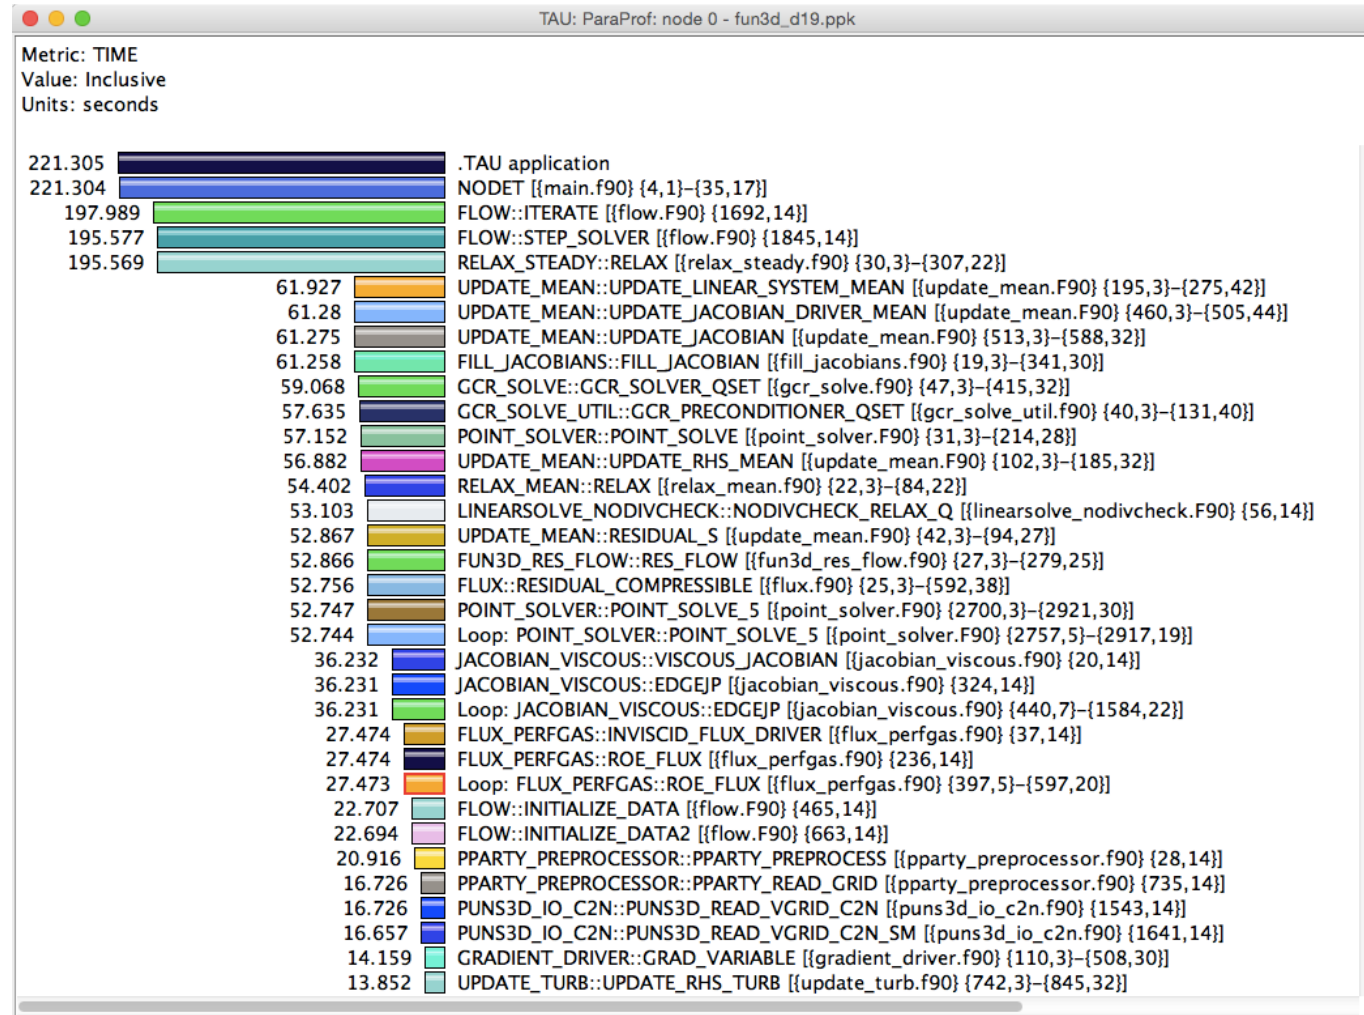 TAU: ParaProf: node 0 - fun3d_d19.ppk
Metric: TIME
Value: Inclusive
Units: seconds
221.305 .TAU application
221.304 NODET [{main.f90} {4,1}-{35,17}]
197.989 FLOW::ITERATE [{flow.F90} {1692,14}]
195.577 FLOW::STEP_SOLVER [{flow.F90} {1845,14}]
195.569 RELAX_STEADY::RELAX [{relax_steady.f90} {30,3}-{307,22}]
61.927 UPDATE_MEAN::UPDATE_LINEAR_SYSTEM_MEAN [{update_mean.F90} {195,3}-{275,42}]
61.28 UPDATE_MEAN::UPDATE_JACOBIAN_DRIVER_MEAN [{update_mean.F90} {460,3}-{505,44}]
61.275 UPDATE_MEAN::UPDATE_JACOBIAN [{update_mean.F90} {513,3}-{588,32}]
61.258 FILL_JACOBIANS::FILL_JACOBIAN [{fill_jacobians.f90} {19,3}-{341,30}]
59.068 GCR_SOLVE::GCR_SOLVER_QSET [{gcr_solve.f90} {47,3}-{415,32}]
57.635 GCR_SOLVE_UTIL::GCR_PRECONDITIONER_QSET [{gcr_solve_util.f90} {40,3}-{131,40}]
57.152 POINT_SOLVER::POINT_SOLVE [{point_solver.F90} {31,3}-{214,28}]
56.882 UPDATE_MEAN::UPDATE_RHS_MEAN [{update_mean.F90} {102,3}-{185,32}]
54.402 RELAX_MEAN::RELAX [{relax_mean.f90} {22,3}-{84,22}]
53.103 LINEARSOLVE_NODIVCHECK::NODIVCHECK_RELAX_Q [{linearsolve_nodivcheck.F90} {56,14}]
52.867 UPDATE_MEAN::RESIDUAL_S [{update_mean.F90} {42,3}-{94,27}]
52.866 FUN3D_RES_FLOW::RES_FLOW [{fun3d_res_flow.f90} {27,3}-{279,25}]
52.756 FLUX::RESIDUAL_COMPRESSIBLE [{flux.f90} {25,3}-{592,38}]
52.747 POINT_SOLVER::POINT_SOLVE_5 [{point_solver.F90} {2700,3}-{2921,30}]
52.744 Loop: POINT_SOLVER::POINT_SOLVE_5 [{point_solver.F90} {2757,5}-{2917,19}]
36.232 JACOBIAN_VISCOUS::VISCOUS_JACOBIAN [{jacobian_viscous.f90} {20,14}]
36.231 JACOBIAN_VISCOUS::EDGEJP [{jacobian_viscous.f90} {324,14}]
36.231 Loop: JACOBIAN_VISCOUS::EDGEJP [{jacobian_viscous.f90} {440,7}-{1584,22}]
27.474 FLUX_PERFGAS::INVISCID_FLUX_DRIVER [{flux_perfgas.f90} {37,14}]
27.474 FLUX_PERFGAS::ROE_FLUX [{flux_perfgas.f90} {236,14}]
27.473 Loop: FLUX_PERFGAS::ROE_FLUX [{flux_perfgas.f90} {397,5}-{597,20}]
22.707 FLOW::INITIALIZE_DATA [{flow.F90} {465,14}]
22.694 FLOW::INITIALIZE_DATA2 [{flow.F90} {663,14}]
20.916 PPARTY_PREPROCESSOR::PPARTY_PREPROCESS [{pparty_preprocessor.f90} {28,14}]
16.726 PPARTY_PREPROCESSOR::PPARTY_READ_GRID [{pparty_preprocessor.f90} {735,14}]
16.726 PUNS3D_IO_C2N::PUNS3D_READ_VGRID_C2N [{puns3d_io_c2n.f90} {1543,14}]
16.657 PUNS3D_IO_C2N::PUNS3D_READ_VGRID_C2N_SM [{puns3d_io_c2n.f90} {1641,14}]
14.159 GRADIENT_DRIVER::GRAD_VARIABLE [{gradient_driver.f90} {110,3}-{508,30}]
13.852 UPDATE_TURB::UPDATE_RHS_TURB [{update_turb.f90} {742,3}-{845,32}]